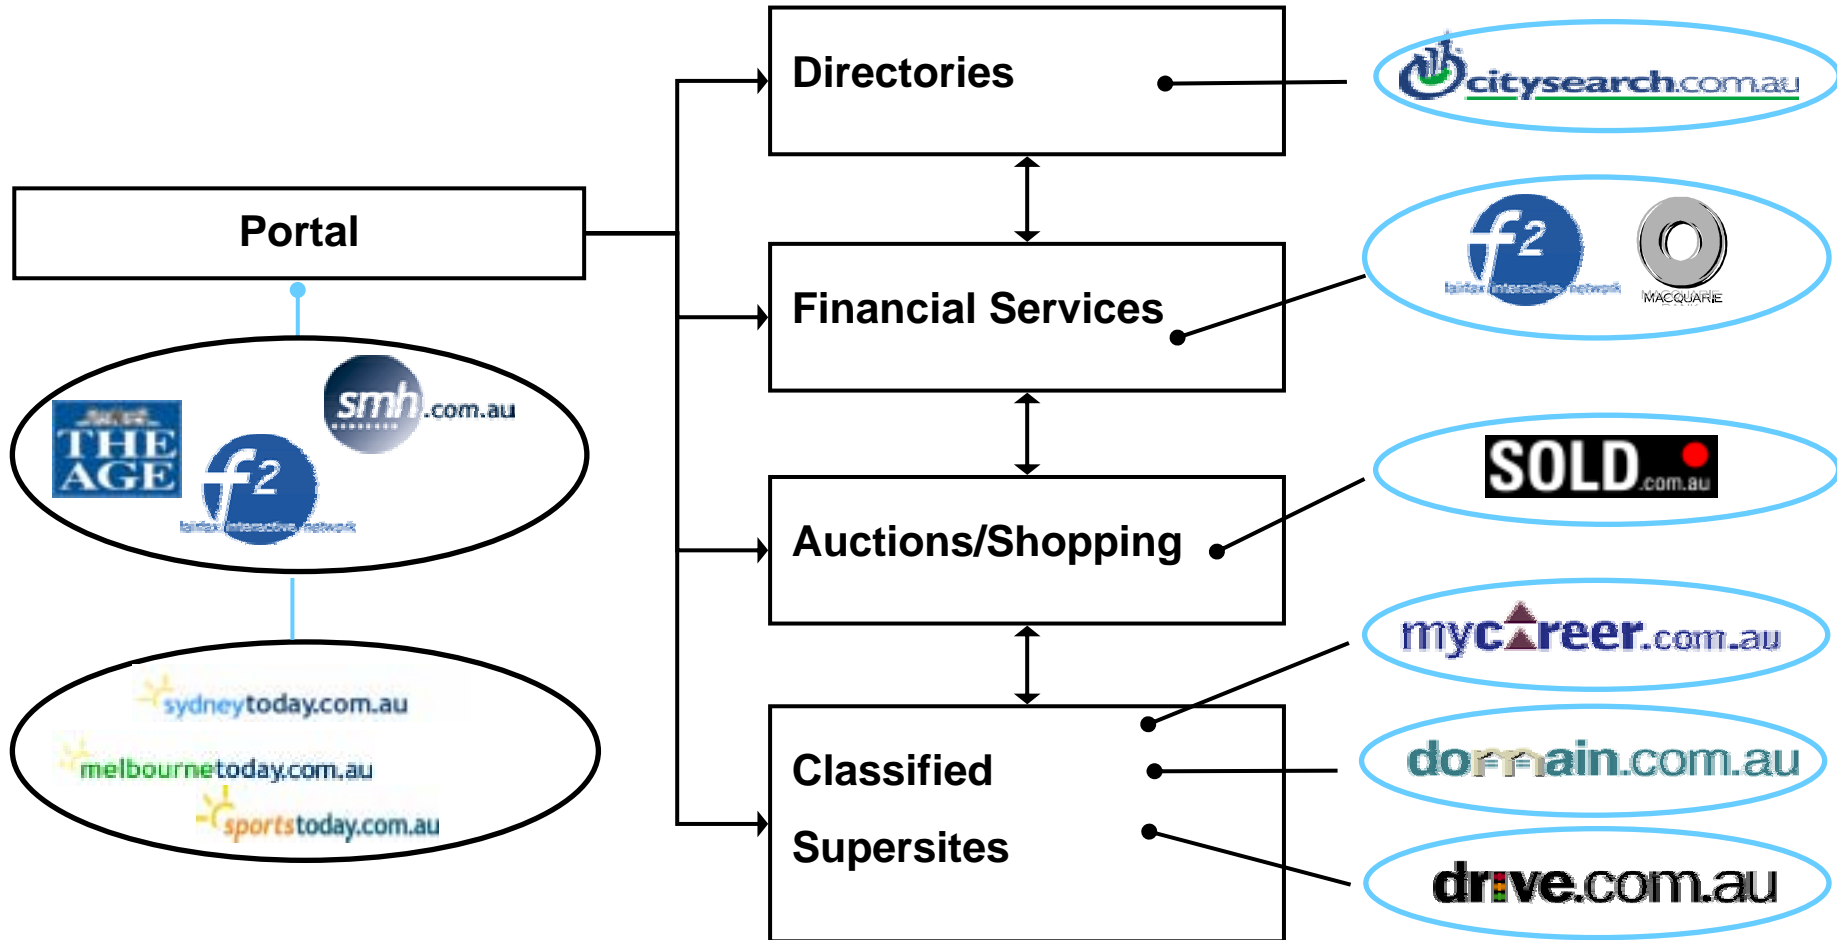 Directories
citysearch.com.au
Portal
f2
fairfax interactive network
MACQUARIE
Financial Services
smh.com.au
THE
AGE
f2
fairfax interactive network
SOLD.com.au
Auctions/Shopping
mycareer.com.au
sydneytoday.com.au
melbournetoday.com.au
sportstoday.com.au
Classified
Supersites
domain.com.au
drive.com.au